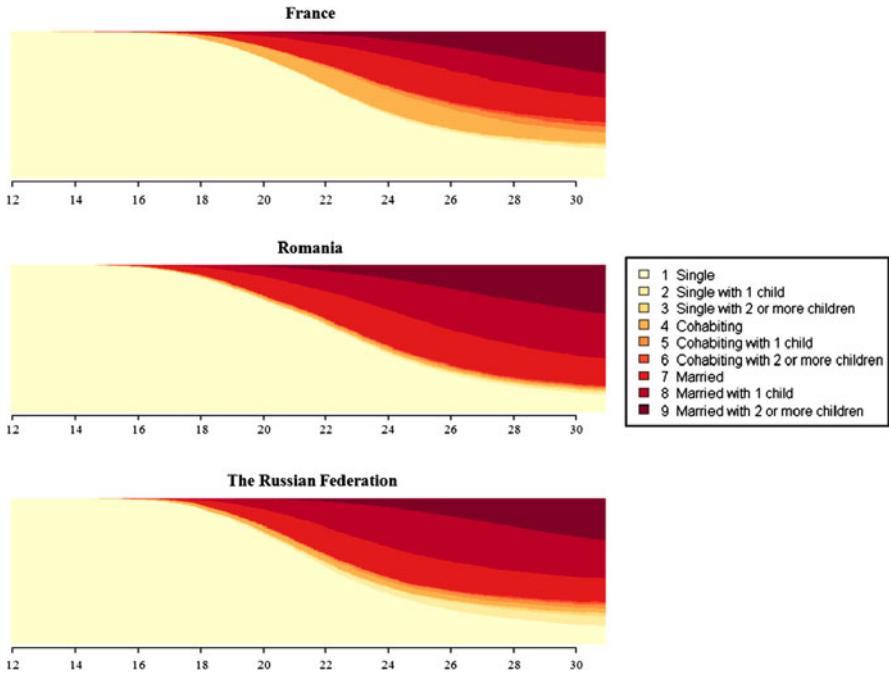 France
12 14 16 18 20 22 24 26 28 30
Romania
1 Single
2 Single with 1 child
3 Single with 2 or more children
4 Cohabiting
5 Cohabiting with 1 child
6 Cohabiting with 2 or more children
7 Married
8 Married with 1 child
9 Married with 2 or more children
12 14 16 18 20 22 24 26 28 30
The Russian Federation
12 14 16 18 20 22 24 26 28 30